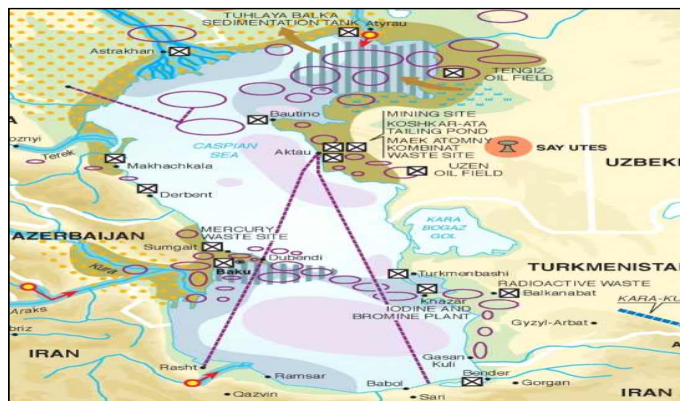 TUHLAYA BALKA
SEDIMENTATION TANK
Atyrau
Astrakhan
TENGIZ
OIL FIELD
Bautino
MINING SITE
KOSHKAR-ATA
TAILING POND
MAEK ATOMNY
KOMBINAT
WASTE SITE
CASPIAN
SEA
Aktau
SAY UTES
UZEN
OIL FIELD
UZBEKI
oznyi
Terek
Makhachkala
Derbent
KARA
BOGAZ
GOL
AZERBAIJAN
MERCURY
WASTE SITE
Sumgait
Dubendi
Baku
Kura
Turkmenbashi
TURKMENISTA
RADIOACTIVE WASTE
Balkanabat
Khazar
IODINE AND
BROMINE PLANT
KARA-KU
Araks
briz
Gyzyl-Arbat
IRAN
Gasan
Kuli
Rasht
Ramsar
Babol
Bender
Gorgan
Qazvin
Sari
IRAN